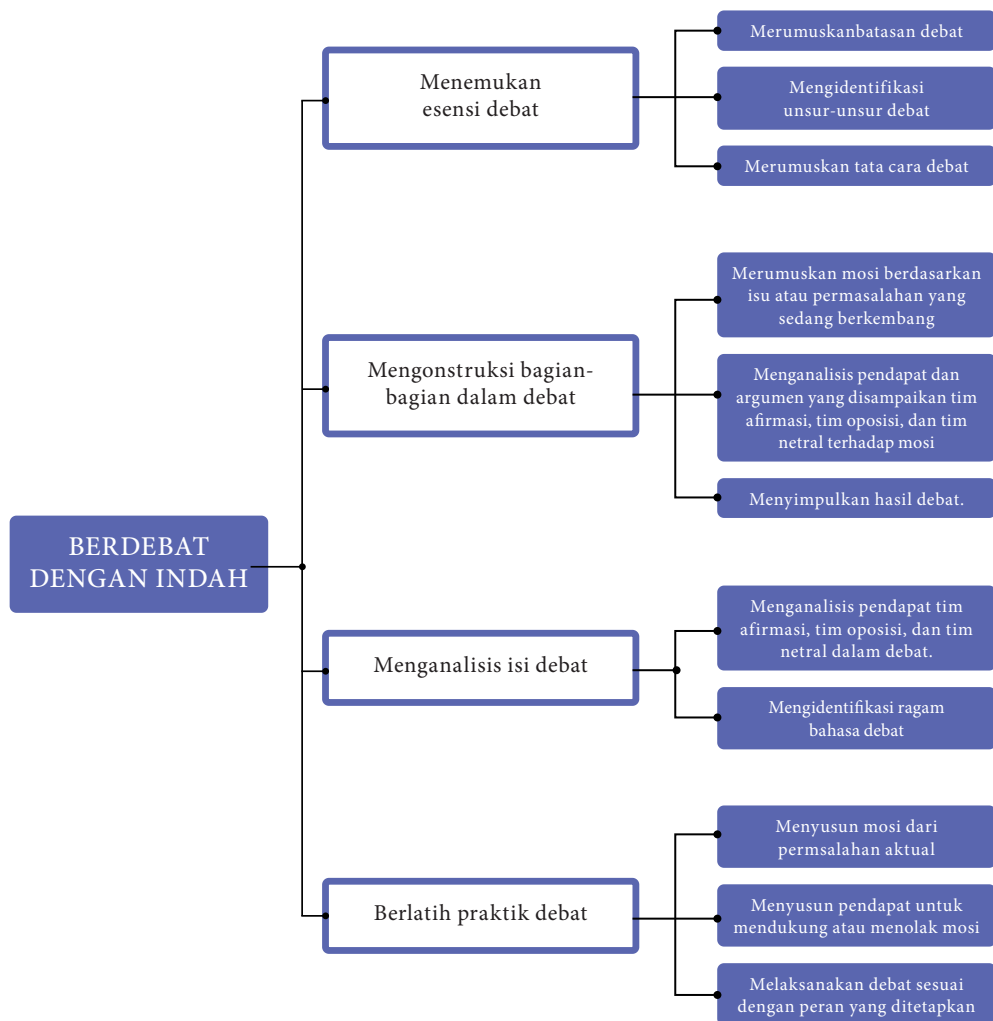 BERDEBAT
DENGAN INDAH
Menemukan
esensi debat
Merumuskanbatasan debat
Mengidentifikasi
unsur-unsur debat
Merumuskan tata cara debat
Mengonstruksi bagian-
bagian dalam debat
Merumuskan mosi berdasarkan
isu atau permasalahan yang
sedang berkembang
Menganalisis pendapat dan
argumen yang disampaikan tim
afirmasi, tim oposisi, dan tim
netral terhadap mosi
Menyimpulkan hasil debat.
Menganalisis isi debat
Menganalisis pendapat tim
afirmasi, tim oposisi, dan tim
netral dalam debat.
Mengidentifikasi ragam
bahasa debat
Berlatih praktik debat
Menyusun mosi dari
permsalahan aktual
Menyusun pendapat untuk
mendukung atau menolak mosi
Melaksanakan debat sesuai
dengan peran yang ditetapkan